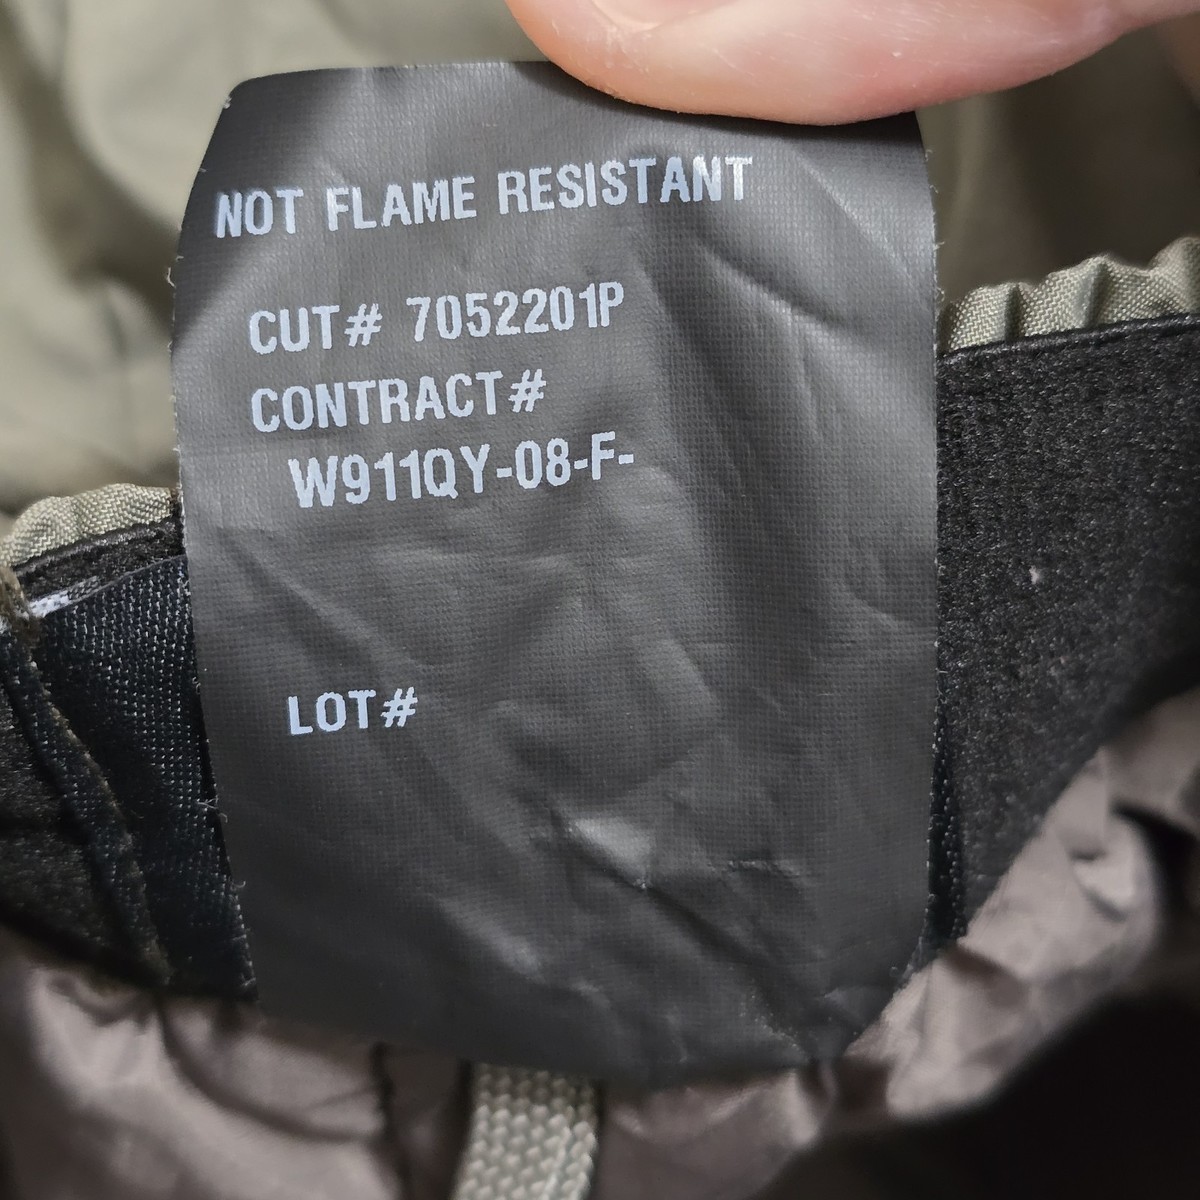 NOT FLAME RESISTANT
CUT# 7052201P
CONTRACT#
W911QY-08-F-
LOT#